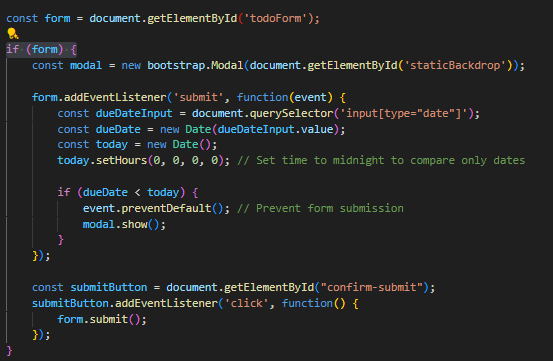 const form = document.getElementById('todoForm');
if (form) {
const modal = new bootstrap.Modal(document.getElementById('staticBackdrop'));
form.addEventListener('submit', function(event) {
const dueDateInput = document.querySelector('input[type="date"]');
const dueDate = new Date(dueDateInput.value);
const today = new Date();
today.setHours(0, 0, 0, 0); // Set time to midnight to compare only dates
if (dueDate < today) {
event.preventDefault(); // Prevent form submission
modal.show();
}
});
const submitButton = document.getElementById("confirm-submit");
submitButton.addEventListener('click', function() {
form.submit();
});
}